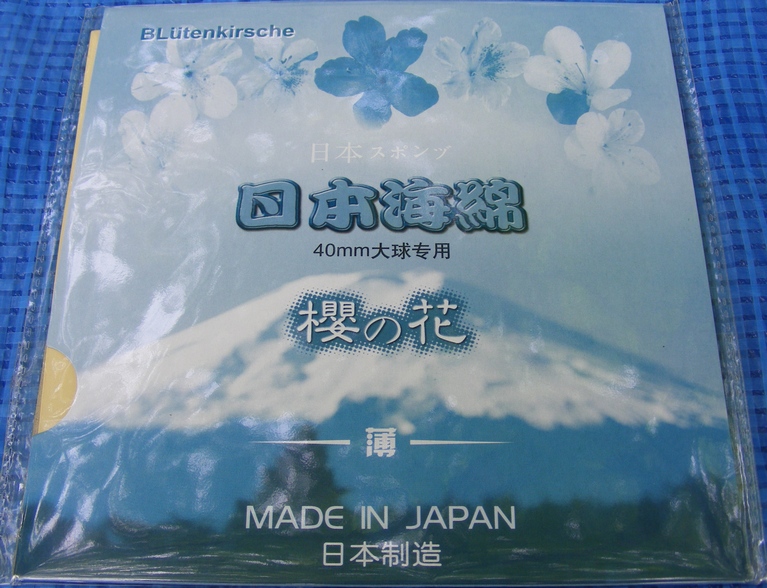 BLütenkirsche
日本スポンヅ
日本海綿
40mm大球专用
櫻の花
薄
MADE IN JAPAN
日本制造